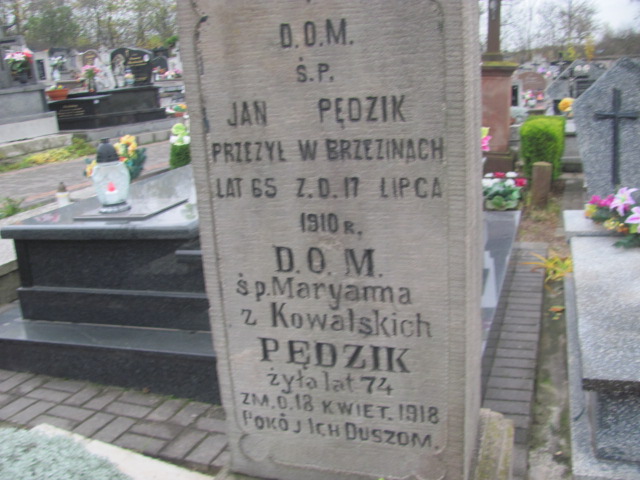 D.O.M.
Ś.P.
JAN PĘDZIK
PRZEŻYŁ W BRZEZINACH
LAT 65 Z.D. 17 LIPCA
1910 R.
D.O.M.
śp. Maryanna
z Kowalskich
PĘDZIK
żyła lat 74
ZM. D. 18 KWIET. 1918
POKÓJ ICH DUSZOM.